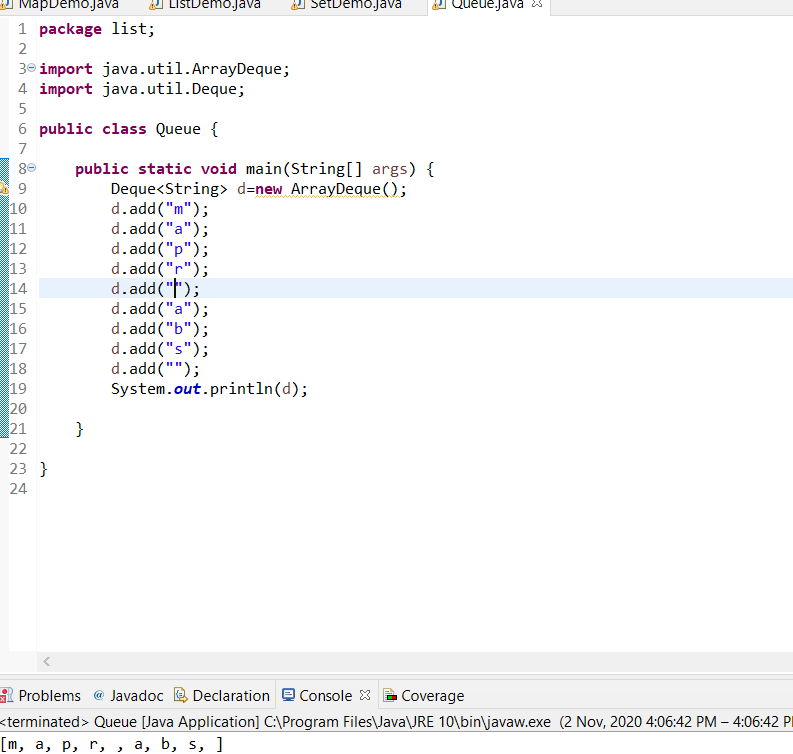 MapDemo.java ListDemo.java SetDemo.java Queue.java
1 package list;
2
3 import java.util.ArrayDeque;
4 import java.util.Deque;
5
6 public class Queue {
7
8 public static void main(String[] args) {
9 Deque<String> d=new ArrayDeque();
10 d.add("m");
11 d.add("a");
12 d.add("p");
13 d.add("r");
14 d.add("");
15 d.add("a");
16 d.add("b");
17 d.add("s");
18 d.add("");
19 System.out.println(d);
20
21 }
22
23 }
24
Problems @ Javadoc Declaration Console Coverage
<terminated> Queue [Java Application] C:\Program Files\Java\JRE 10\bin\javaw.exe (2 Nov, 2020 4:06:42 PM – 4:06:42 P
[m, a, p, r, , a, b, s, ]